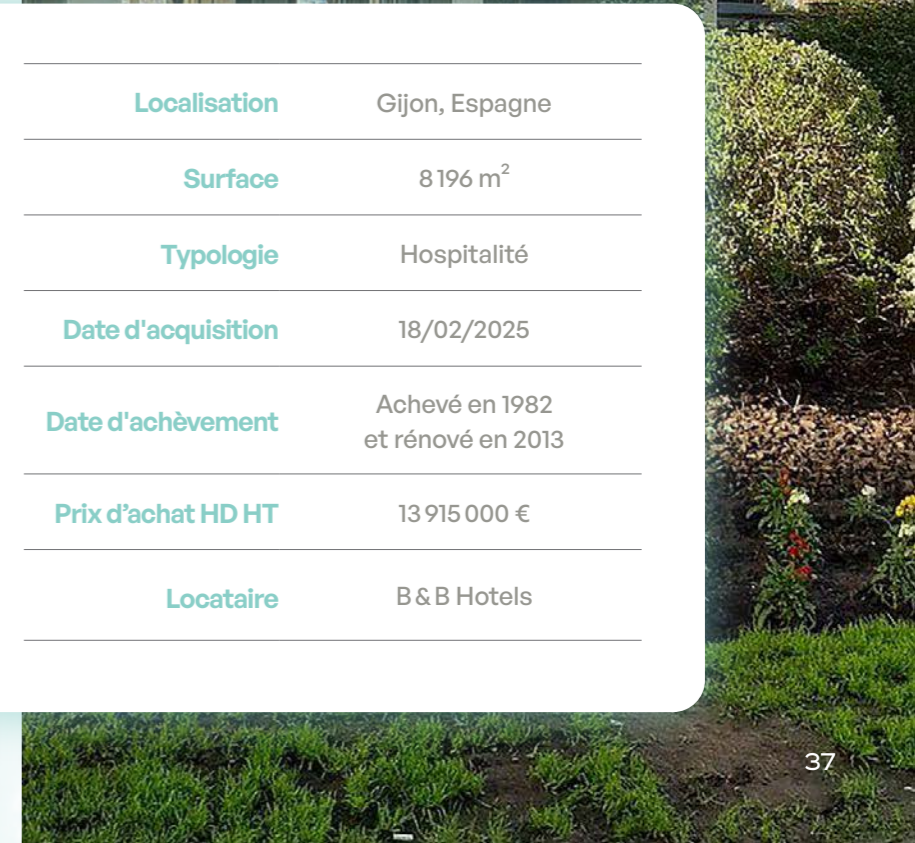 Localisation Gijon, Espagne
Surface 8 196 m²
Typologie Hospitalité
Date d'acquisition 18/02/2025
Date d'achèvement Achevé en 1982
et rénové en 2013
Prix d’achat HD HT 13 915 000 €
Locataire B & B Hotels
37